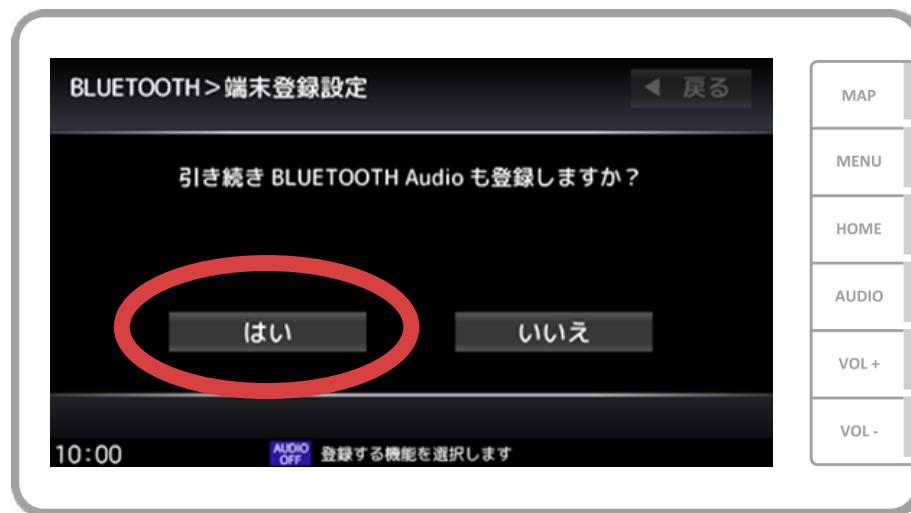 BLUETOOTH>端末登録設定
◀ 戻る
引き続き BLUETOOTH Audio も登録しますか？
はい
いいえ
10:00
AUDIO
OFF
登録する機能を選択します
MAP
MENU
HOME
AUDIO
VOL +
VOL -